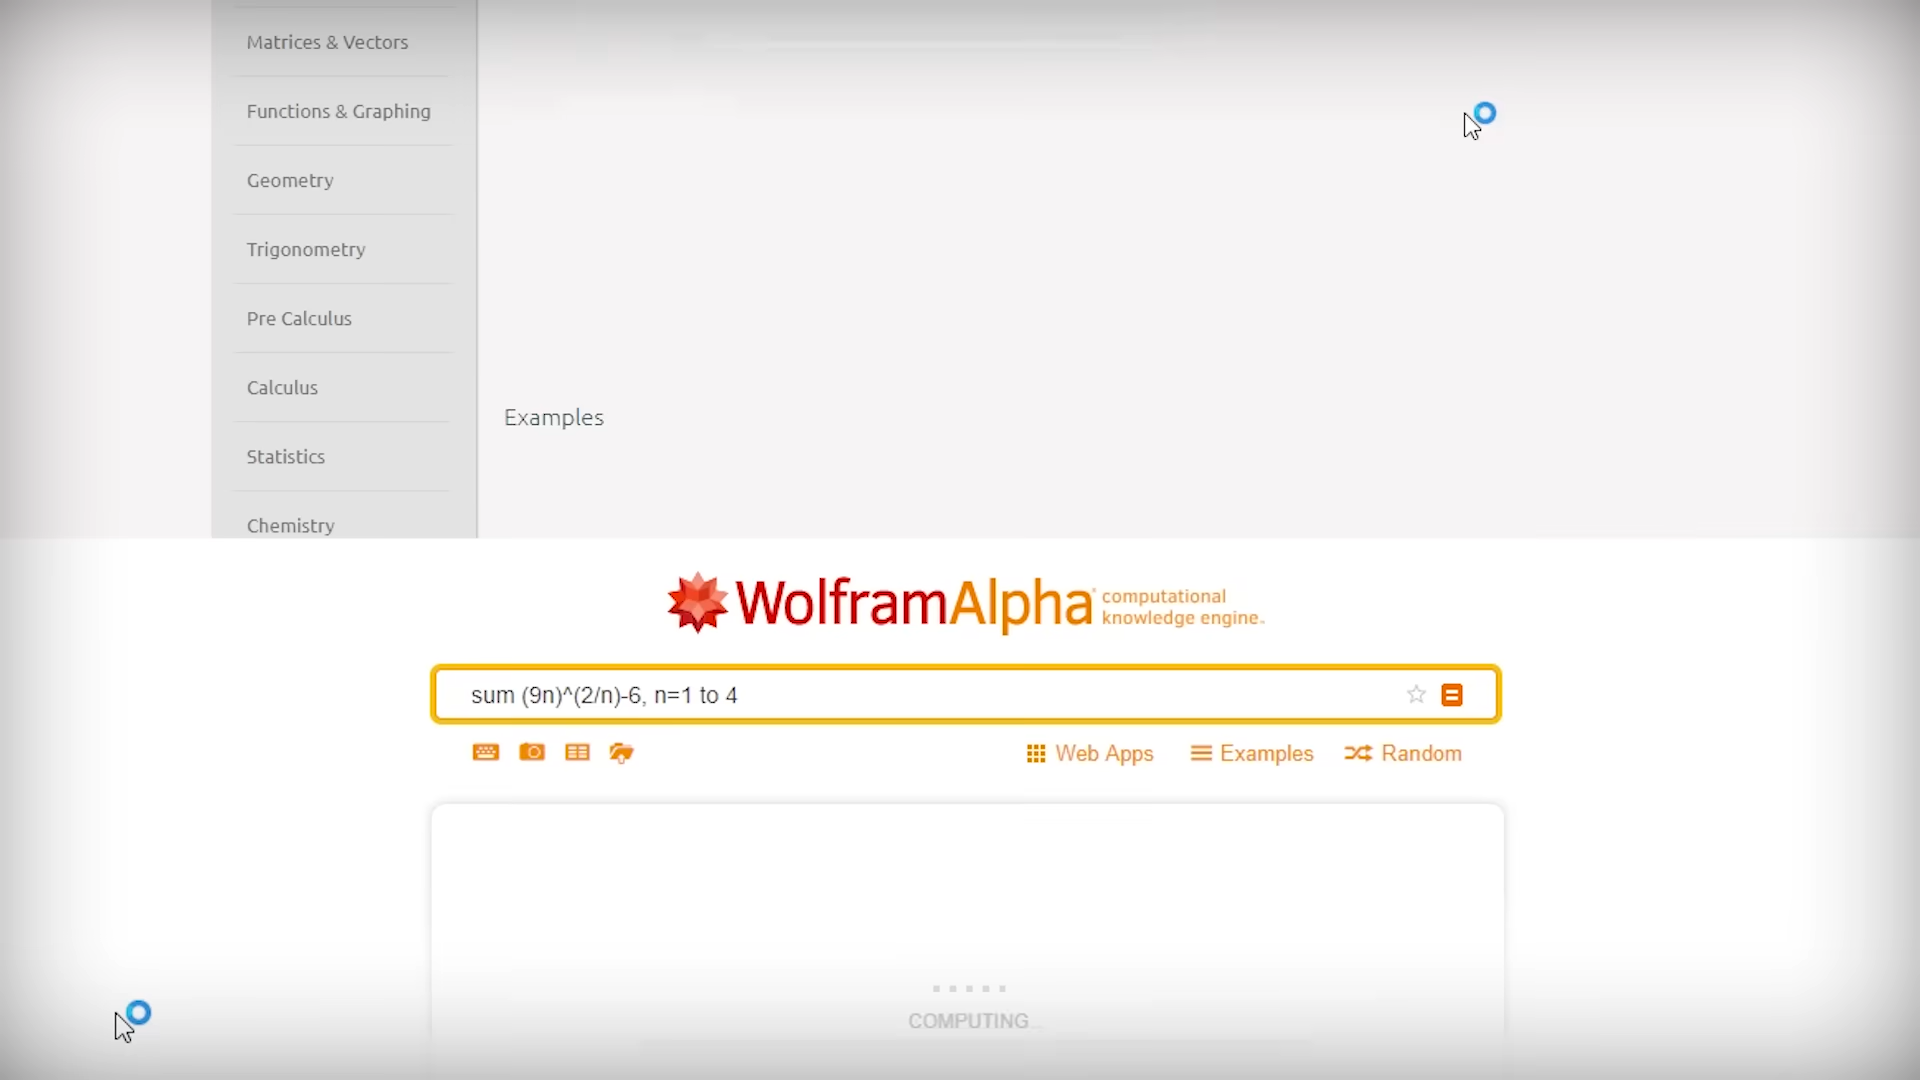 Matrices & Vectors
Functions & Graphing
Geometry
Trigonometry
Pre Calculus
Calculus
Examples
Statistics
Chemistry
WolframAlpha computational knowledge engine™
sum (9n)^(2/n)-6, n=1 to 4
Web Apps Examples Random
COMPUTING...